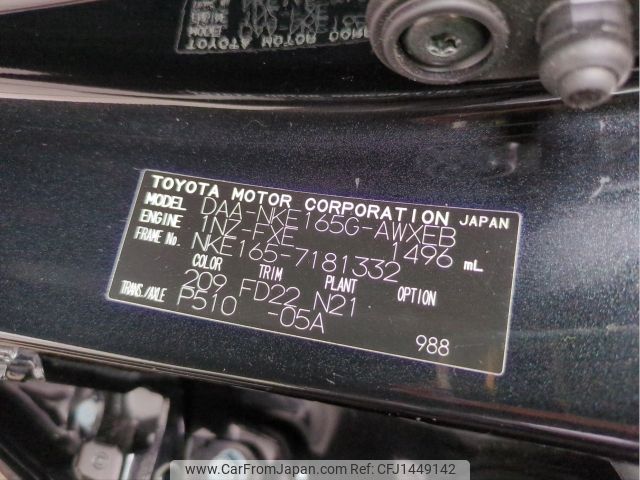 TOYOTA MOTOR CORPORATION JAPAN
MODEL DAA-NKE165G-AWXEB
ENGINE 1NZ-FXE 1496 mL
FRAME No. NKE165-7181332
COLOR TRIM PLANT OPTION
209 FD22 N21
TRANS./AXLE P510 -05A
988
www.CarFromJapan.com © CarFromJapan - CFJ1449142